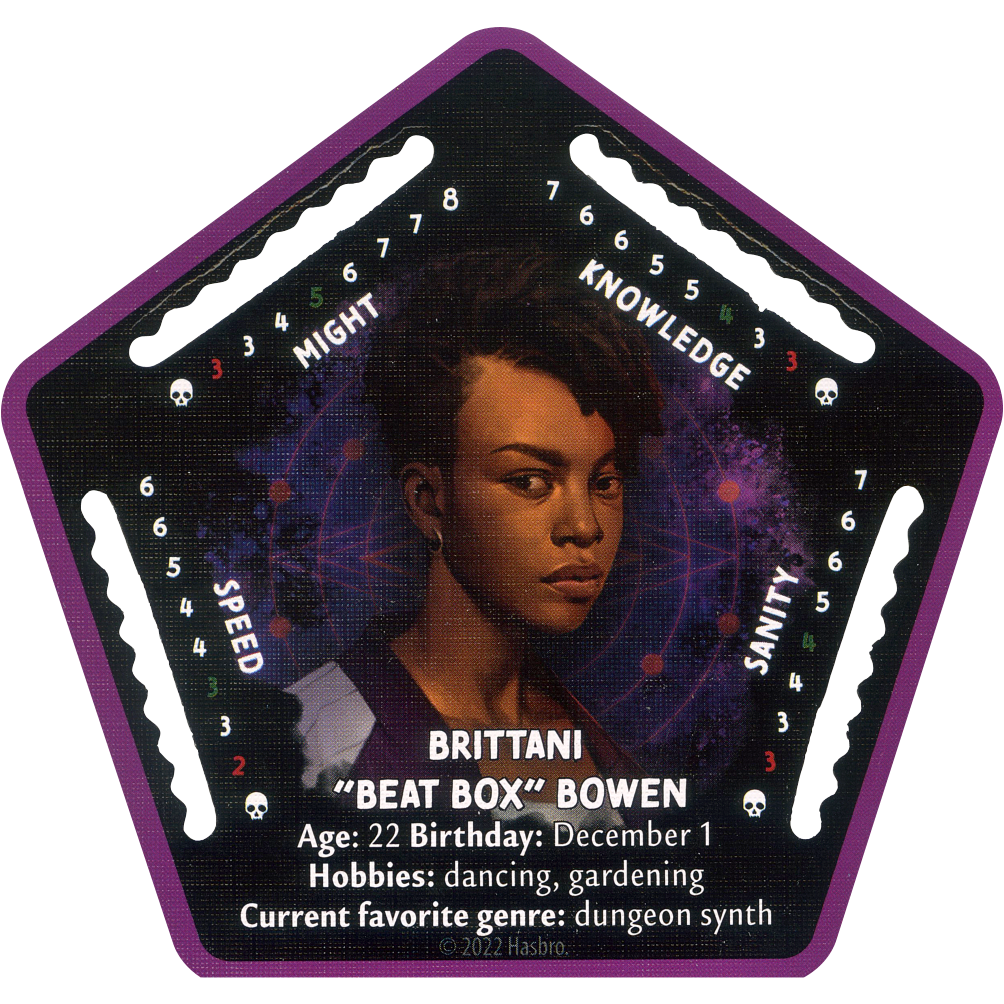 3 3 4 5 6 7 7 8
MIGHT
7 6 6 5 5 4 3 3
KNOWLEDGE
6 6 5 4 4 3 3 2
SPEED
7 6 6 5 4 4 3 3
SANITY
BRITTANI
"BEAT BOX" BOWEN
Age: 22 Birthday: December 1
Hobbies: dancing, gardening
Current favorite genre: dungeon synth
© 2022 Hasbro.